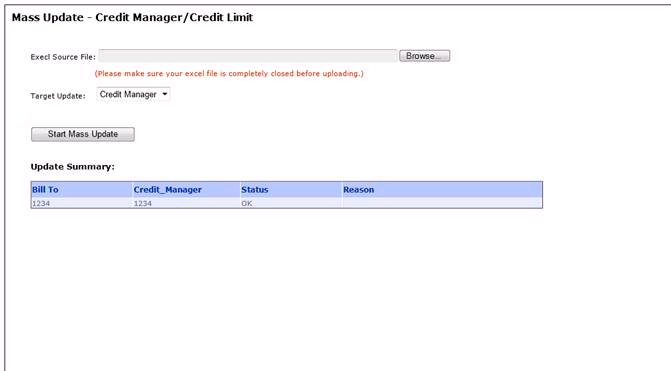 Mass Update - Credit Manager/Credit Limit
Execl Source File: Browse...
(Please make sure your excel file is completely closed before uploading.)
Target Update: Credit Manager
Start Mass Update
Update Summary:
Bill To Credit_Manager Status Reason
1234 1234 OK